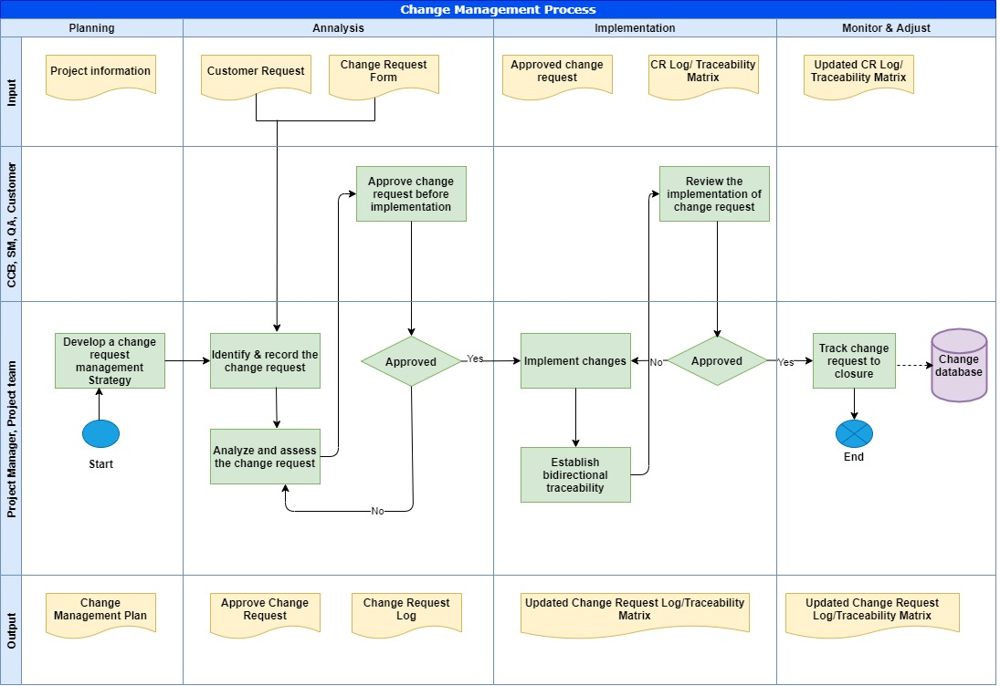 Change Management Process
Planning
Annalysis
Implementation
Monitor & Adjust
Input
Project information
Customer Request
Change Request
Form
Approved change
request
CR Log/ Traceability
Matrix
Updated CR Log/
Traceability Matrix
CCB, SM, QA, Customer
Approve change
request before
implementation
Review the
implementation of
change request
Project Manager, Project team
Develop a change
request
management
Strategy
Start
Identify & record the
change request
Analyze and assess
the change request
Approved
Yes
No
Implement changes
Establish
bidirectional
traceability
No
Approved
Yes
Track change
request to
closure
Change
database
End
Output
Change
Management Plan
Approve Change
Request
Change Request
Log
Updated Change Request Log/Traceability
Matrix
Updated Change Request
Log/Traceability Matrix